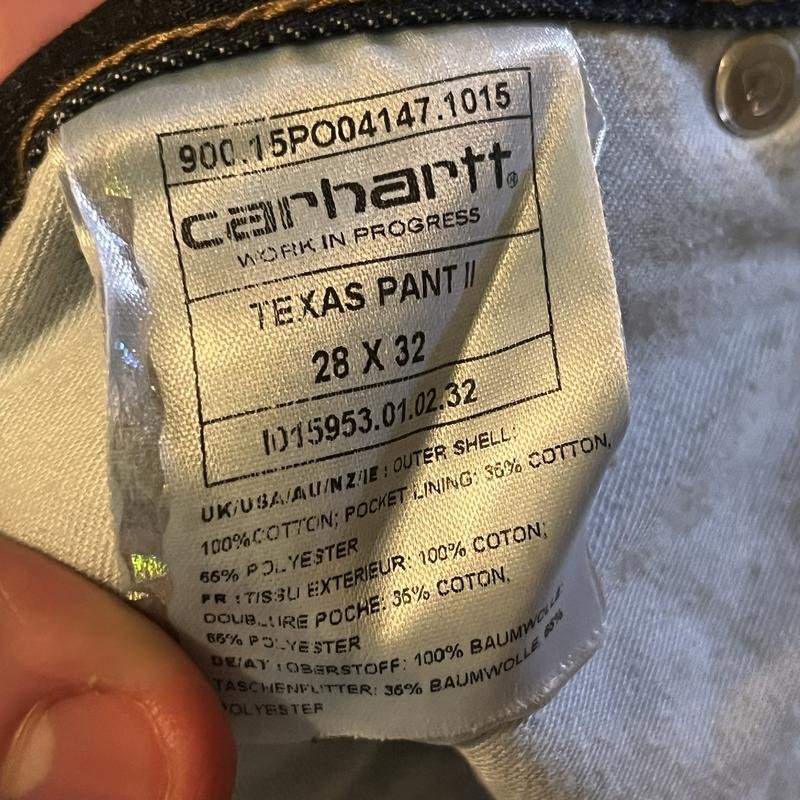 900.15PO04147.1015
carhartt®
WORK IN PROGRESS
TEXAS PANT II
28 X 32
I015953.01.02.32
UK/USA/AU/NZ/IE : OUTER SHELL:
100%COTTON; POCKET LINING: 35% COTTON,
65% POLYESTER
FR : TISSU EXTERIEUR: 100% COTON;
DOUBLURE POCHE: 35% COTON,
65% POLYESTER
DE/AT : OBERSTOFF: 100% BAUMWOLLE;
TASCHENFUTTER: 35% BAUMWOLLE, 65%
POLYESTER